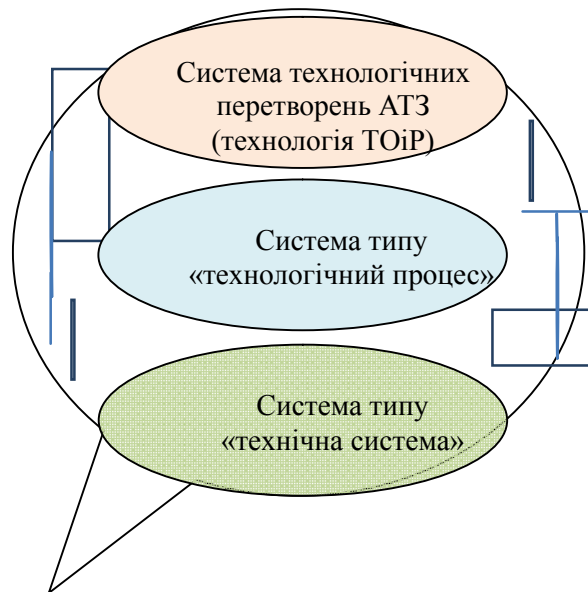 Система технологічних
перетворень АТЗ
(технологія ТОіР)
Система типу
«технологічний процес»
Система типу
«технічна система»